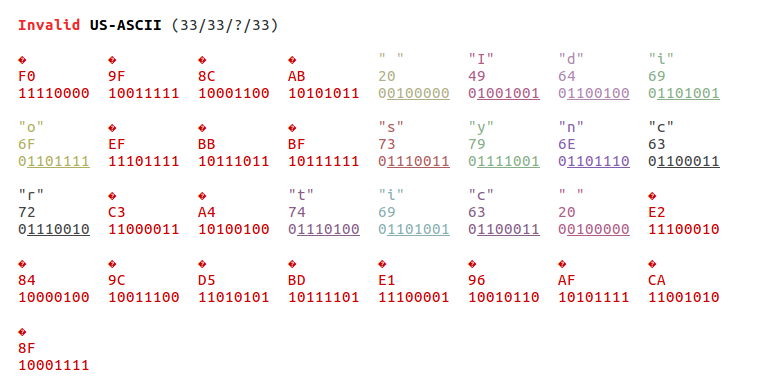 Invalid US-ASCII (33/33/?/33)
� � � � " " "I" "d" "i"
F0 9F 8C AB 20 49 64 69
11110000 10011111 10001100 10101011 00100000 01001001 01100100 01101001
"o" � � � "s" "y" "n" "c"
6F EF BB BF 73 79 6E 63
01101111 11101111 10111011 10111111 01110011 01111001 01101110 01100011
"r" � � "t" "i" "c" " " �
72 C3 A4 74 69 63 20 E2
01110010 11000011 10100100 01110100 01101001 01100011 00100000 11100010
� � � � � � � �
84 9C D5 BD E1 96 AF CA
10000100 10011100 11010101 10111101 11100001 10010110 10101111 11001010
�
8F
10001111